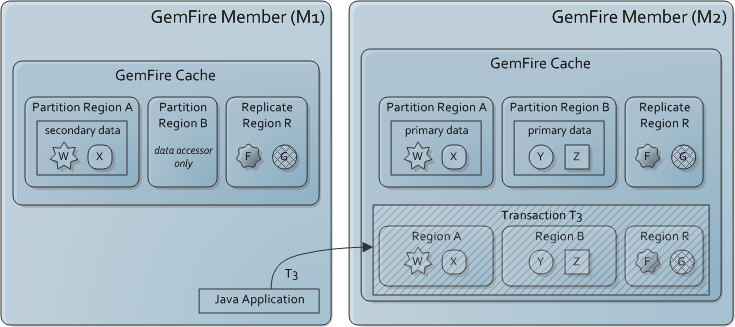 GemFire Member (M1)
GemFire Cache
Partition Region A
secondary data
W X
Partition
Region B
data accessor
only
Replicate
Region R
F G
T3
Java Application
GemFire Member (M2)
GemFire Cache
Partition Region A
primary data
W X
Partition Region B
primary data
Y Z
Replicate
Region R
F G
Transaction T3
Region A
W X
Region B
Y Z
Region R
F G